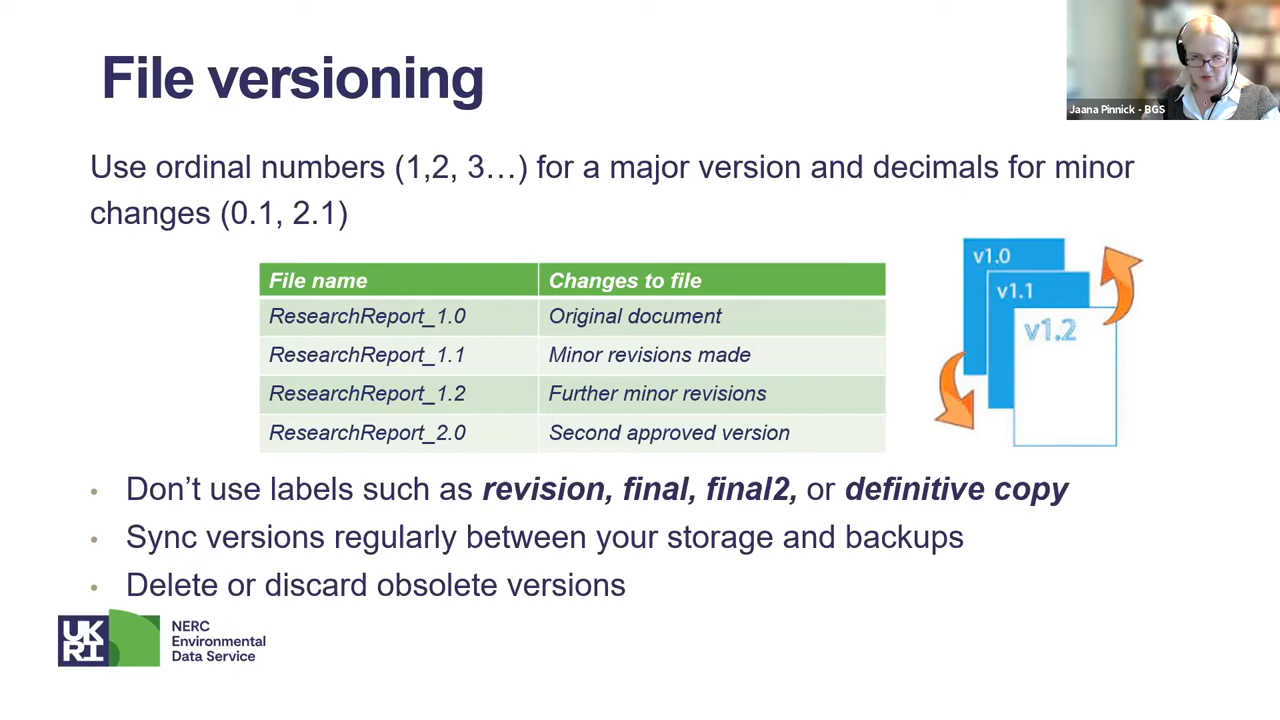 File versioning
Jaana Pinnick - BGS
Use ordinal numbers (1,2, 3…) for a major version and decimals for minor
changes (0.1, 2.1)
File name Changes to file
ResearchReport_1.0 Original document
ResearchReport_1.1 Minor revisions made
ResearchReport_1.2 Further minor revisions
ResearchReport_2.0 Second approved version
v1.0
v1.1
v1.2
• Don’t use labels such as revision, final, final2, or definitive copy
• Sync versions regularly between your storage and backups
• Delete or discard obsolete versions
UK
RI
NERC
Environmental
Data Service